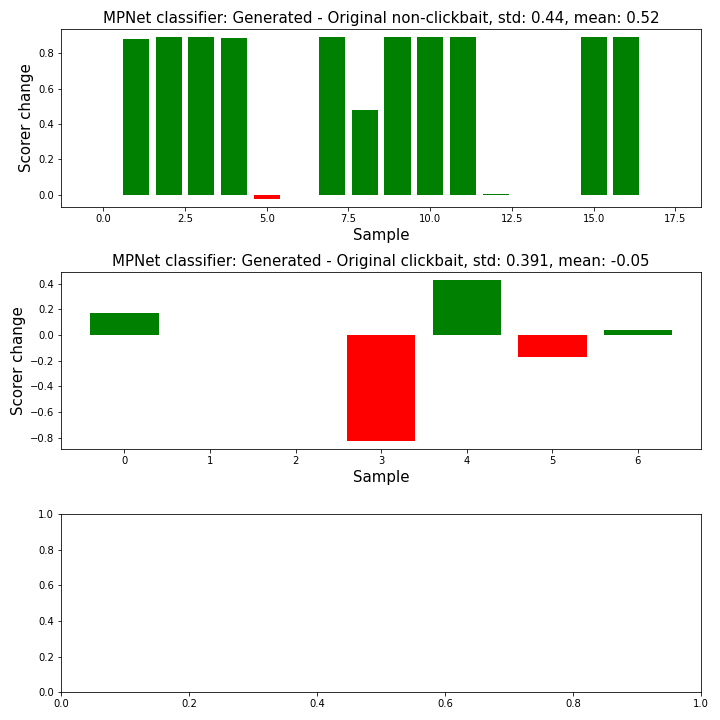 MPNet classifier: Generated - Original non-clickbait, std: 0.44, mean: 0.52
Scorer change
0.8
0.6
0.4
0.2
0.0
0.0 2.5 5.0 7.5 10.0 12.5 15.0 17.5
Sample
MPNet classifier: Generated - Original clickbait, std: 0.391, mean: -0.05
Scorer change
0.4
0.2
0.0
−0.2
−0.4
−0.6
−0.8
0 1 2 3 4 5 6
Sample
1.0
0.8
0.6
0.4
0.2
0.0
0.0 0.2 0.4 0.6 0.8 1.0